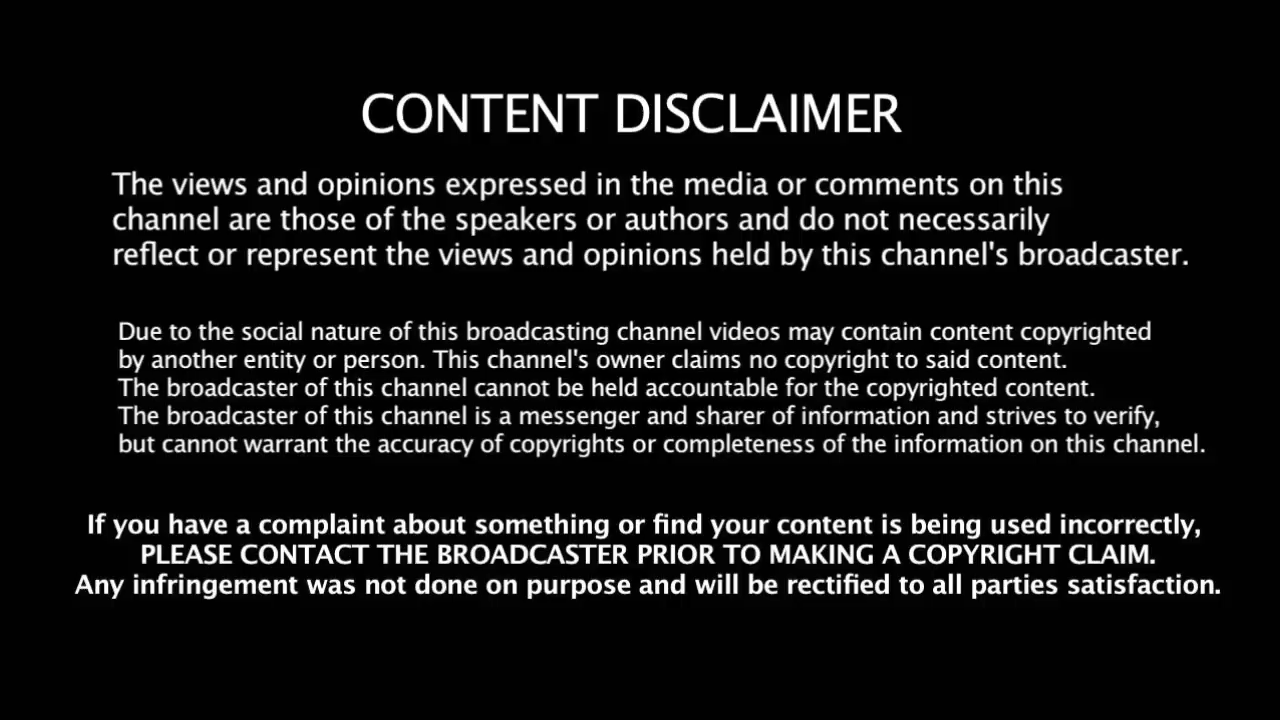 CONTENT DISCLAIMER
The views and opinions expressed in the media or comments on this
channel are those of the speakers or authors and do not necessarily
reflect or represent the views and opinions held by this channel's broadcaster.
Due to the social nature of this broadcasting channel videos may contain content copyrighted
by another entity or person. This channel's owner claims no copyright to said content.
The broadcaster of this channel cannot be held accountable for the copyrighted content.
The broadcaster of this channel is a messenger and sharer of information and strives to verify,
but cannot warrant the accuracy of copyrights or completeness of the information on this channel.
If you have a complaint about something or find your content is being used incorrectly,
PLEASE CONTACT THE BROADCASTER PRIOR TO MAKING A COPYRIGHT CLAIM.
Any infringement was not done on purpose and will be rectified to all parties satisfaction.